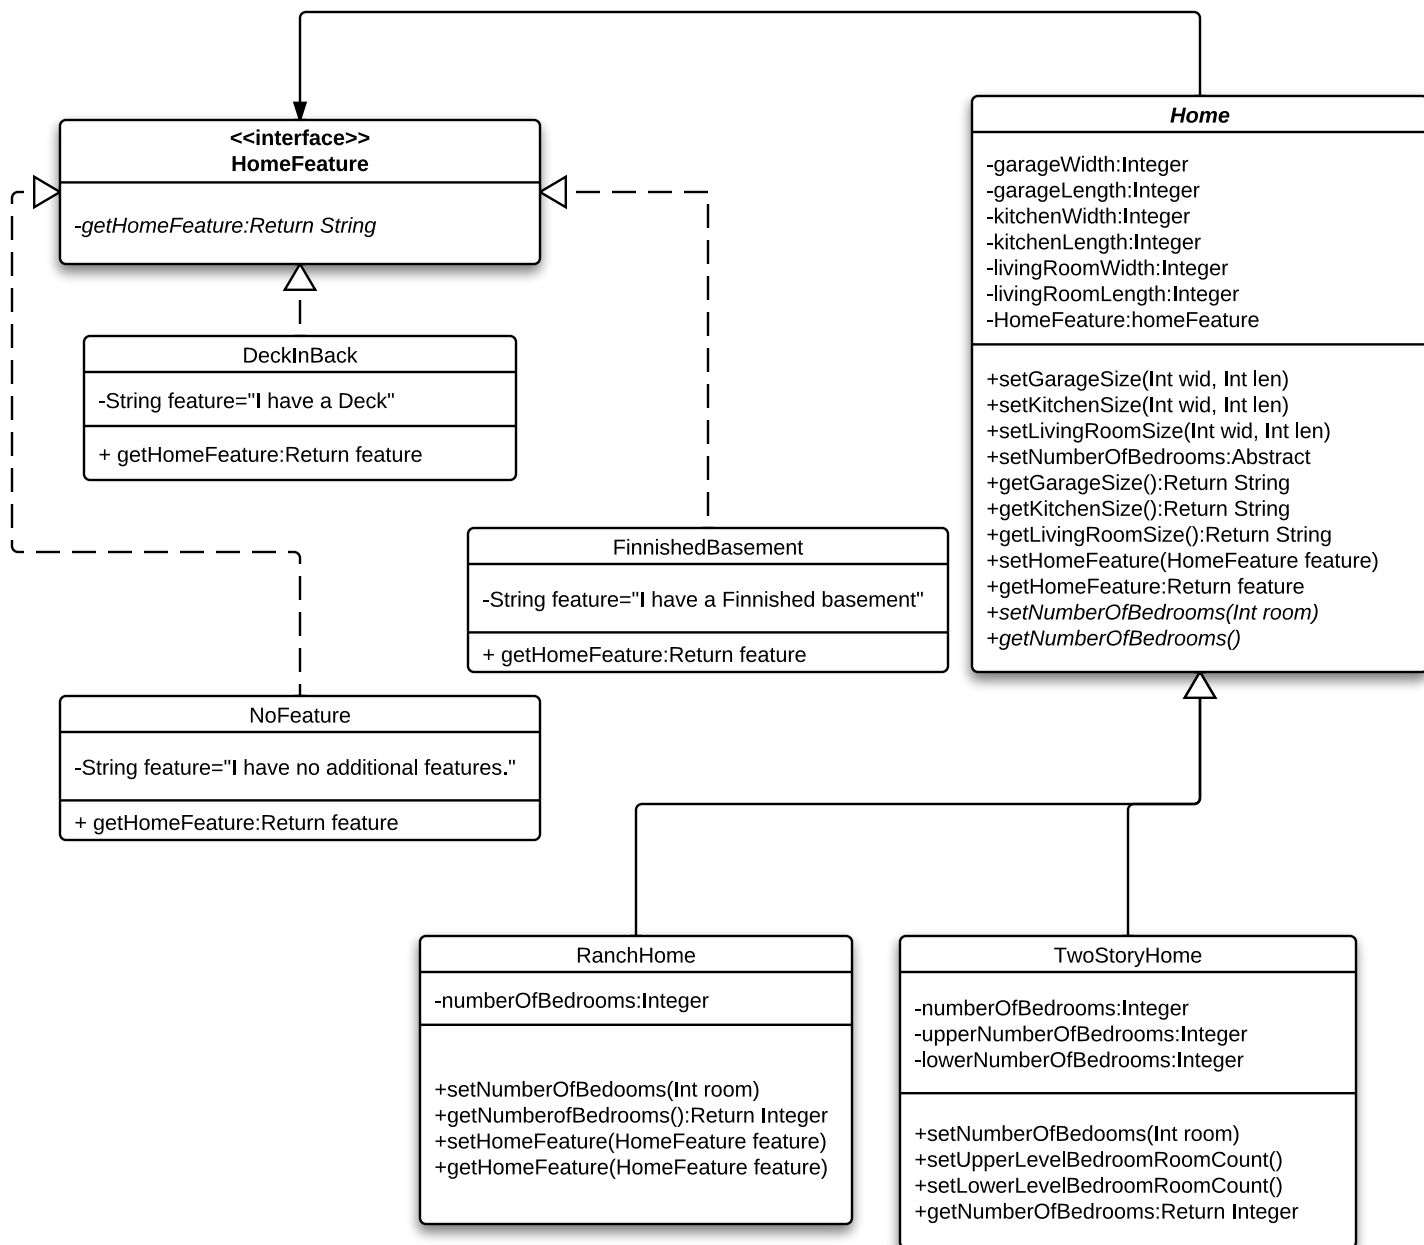 <<interface>>
HomeFeature
-getHomeFeature:Return String
Home
-garageWidth:Integer
-garageLength:Integer
-kitchenWidth:Integer
-kitchenLength:Integer
-livingRoomWidth:Integer
-livingRoomLength:Integer
-HomeFeature:homeFeature
+setGarageSize(Int wid, Int len)
+setKitchenSize(Int wid, Int len)
+setLivingRoomSize(Int wid, Int len)
+setNumberOfBedrooms:Abstract
+getGarageSize():Return String
+getKitchenSize():Return String
+getLivingRoomSize():Return String
+setHomeFeature(HomeFeature feature)
+getHomeFeature:Return feature
+setNumberOfBedrooms(Int room)
+getNumberOfBedrooms()
DeckInBack
-String feature="I have a Deck"
+ getHomeFeature:Return feature
FinnishedBasement
-String feature="I have a Finnished basement"
+ getHomeFeature:Return feature
NoFeature
-String feature="I have no additional features."
+ getHomeFeature:Return feature
RanchHome
-numberOfBedrooms:Integer
+setNumberOfBedooms(Int room)
+getNumberofBedrooms():Return Integer
+setHomeFeature(HomeFeature feature)
+getHomeFeature(HomeFeature feature)
TwoStoryHome
-numberOfBedrooms:Integer
-upperNumberOfBedrooms:Integer
-lowerNumberOfBedrooms:Integer
+setNumberOfBedooms(Int room)
+setUpperLevelBedroomRoomCount()
+setLowerLevelBedroomRoomCount()
+getNumberOfBedrooms:Return Integer